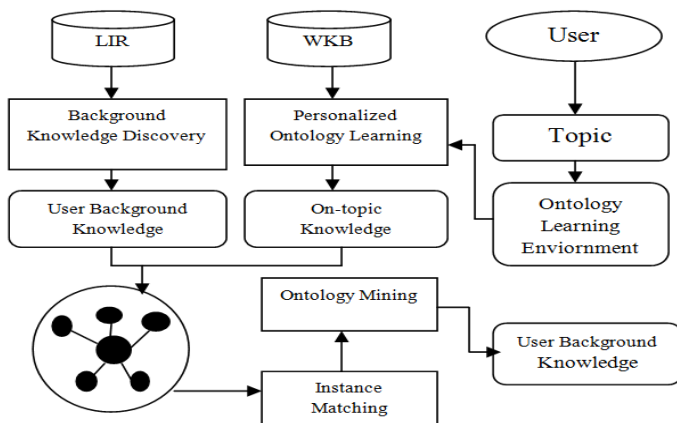 LIR
WKB
User
Background
Knowledge Discovery
Personalized
Ontology Learning
Topic
User Background
Knowledge
On-topic
Knowledge
Ontology
Learning
Enviornment
Ontology Mining
User Background
Knowledge
Instance
Matching